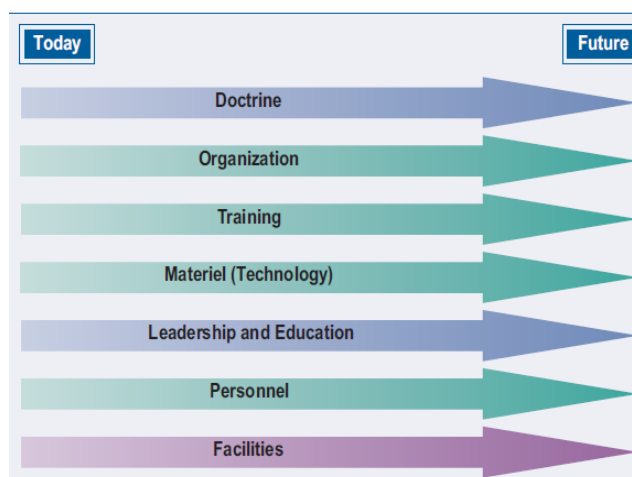 Today
Future
Doctrine
Organization
Training
Materiel (Technology)
Leadership and Education
Personnel
Facilities